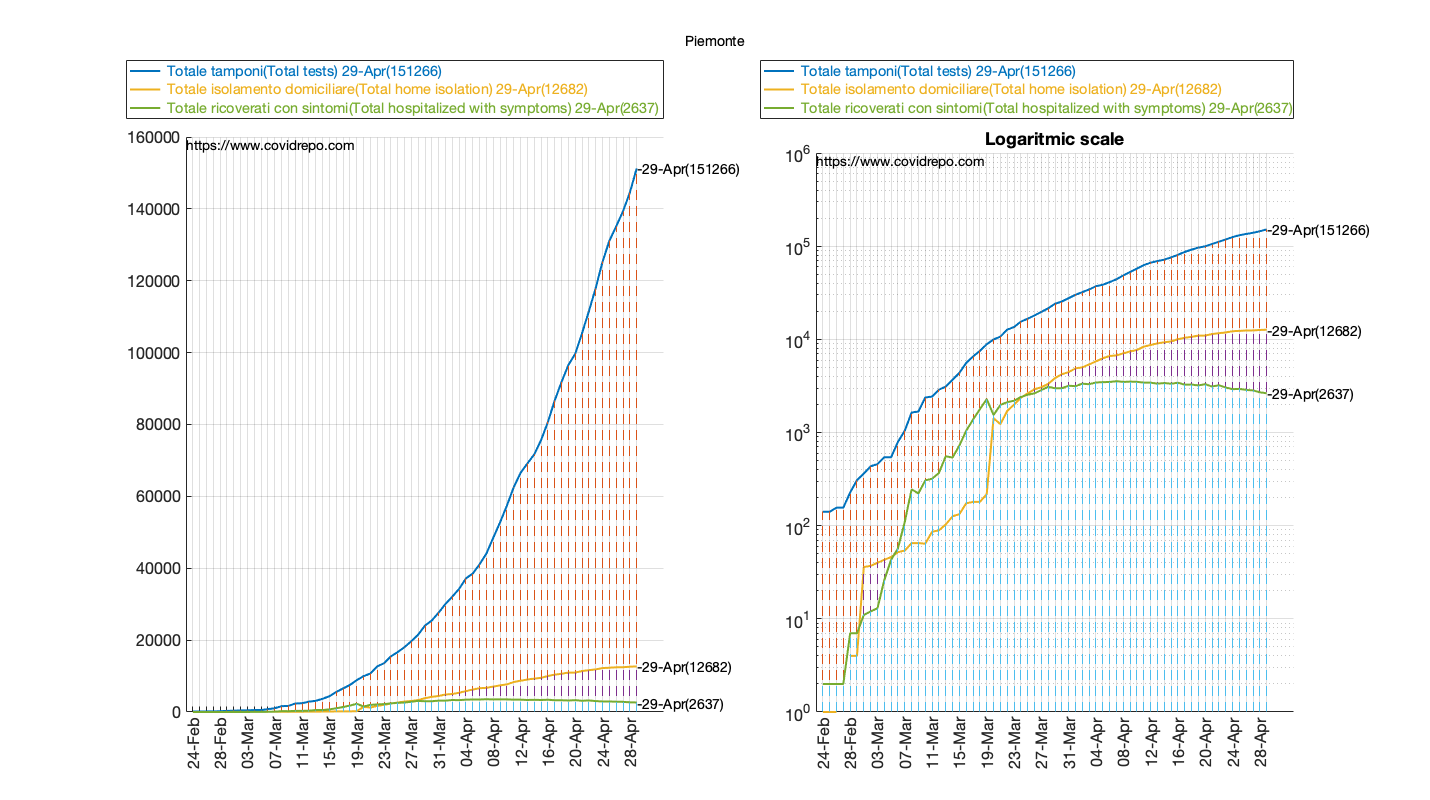 Piemonte
Totale tamponi(Total tests) 29-Apr(151266)
Totale isolamento domiciliare(Total home isolation) 29-Apr(12682)
Totale ricoverati con sintomi(Total hospitalized with symptoms) 29-Apr(2637)
160000
https://www.covidrepo.com
29-Apr(151266)
140000
120000
100000
80000
60000
40000
20000
29-Apr(12682)
29-Apr(2637)
0
24-Feb
28-Feb
03-Mar
07-Mar
11-Mar
15-Mar
19-Mar
23-Mar
27-Mar
31-Mar
04-Apr
08-Apr
12-Apr
16-Apr
20-Apr
24-Apr
28-Apr
Totale tamponi(Total tests) 29-Apr(151266)
Totale isolamento domiciliare(Total home isolation) 29-Apr(12682)
Totale ricoverati con sintomi(Total hospitalized with symptoms) 29-Apr(2637)
Logaritmic scale
10^6
https://www.covidrepo.com
29-Apr(151266)
10^5
10^4
29-Apr(12682)
29-Apr(2637)
10^3
10^2
10^1
10^0
24-Feb
28-Feb
03-Mar
07-Mar
11-Mar
15-Mar
19-Mar
23-Mar
27-Mar
31-Mar
04-Apr
08-Apr
12-Apr
16-Apr
20-Apr
24-Apr
28-Apr